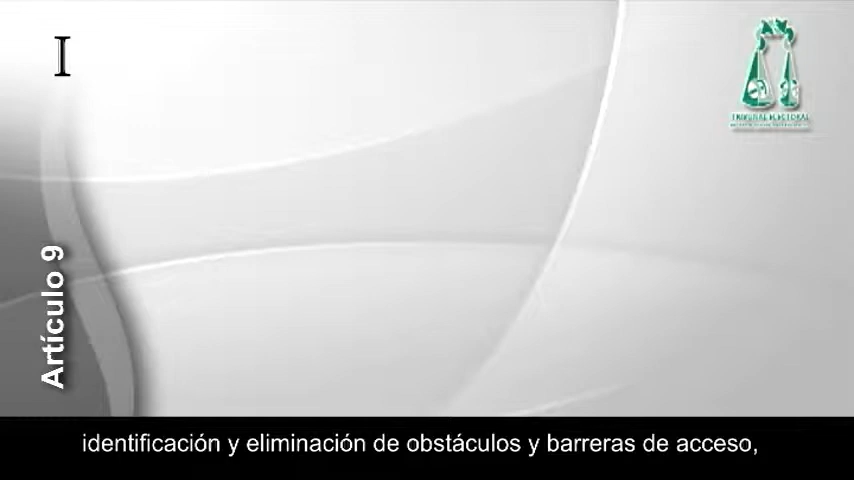 I
TRIBUNAL ELECTORAL
Artículo 9
identificación y eliminación de obstáculos y barreras de acceso,